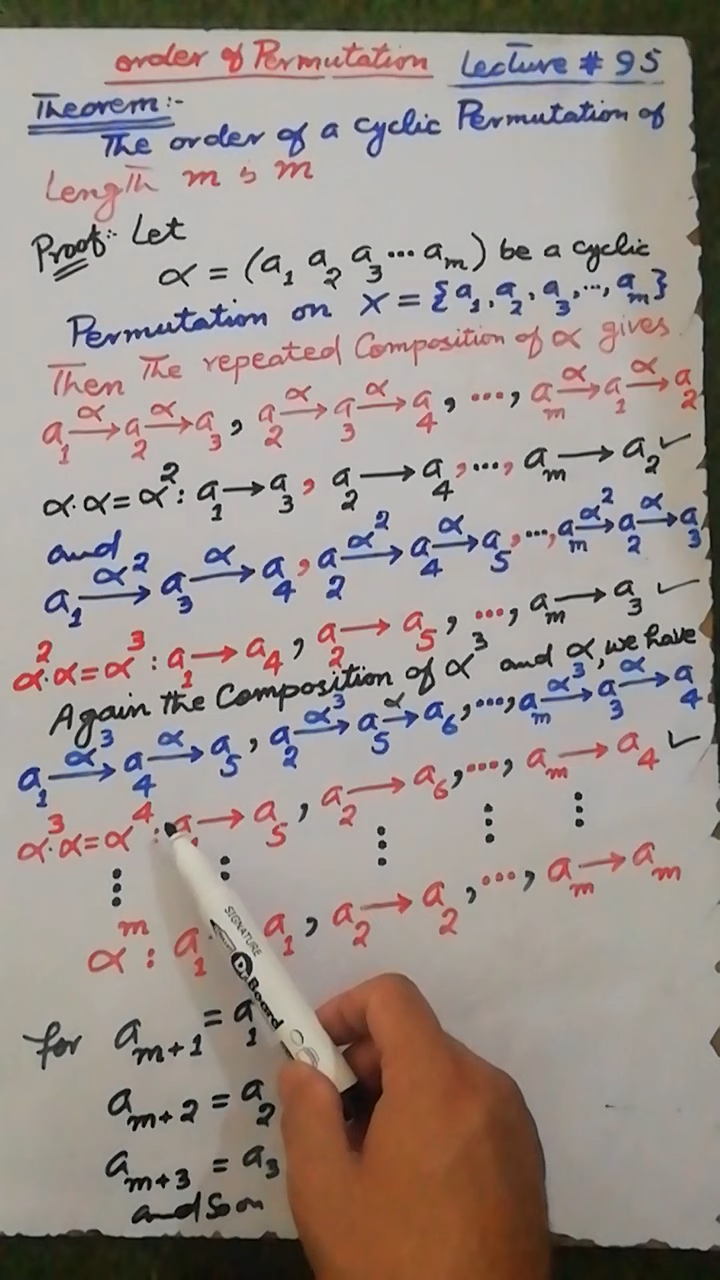 order of Permutation Lecture # 95
Theorem:-
The order of a cyclic Permutation of
Length m is m
Proof:- Let
α = (a₁ a₂ a₃ ... aₘ) be a cyclic
Permutation on X = {a₁, a₂, a₃, ..., aₘ}
Then The repeated Composition of α gives
a₁ —α→ a₂ —α→ a₃, a₂ —α→ a₃ —α→ a₄, ..., aₘ —α→ a₁ —α→ a₂
α·α = α² : a₁ → a₃, a₂ → a₄, ..., aₘ → a₂ ✓
and
a₁ —α²→ a₃ —α→ a₄, a₂ —α²→ a₄ —α→ a₅, ..., aₘ —α²→ a₂ —α→ a₃
α²·α = α³ : a₁ → a₄, a₂ → a₅, ..., aₘ → a₃ ✓
Again the Composition of α³ and α, we have
a₁ —α³→ a₄ —α→ a₅, a₂ —α³→ a₅ —α→ a₆, ..., aₘ —α³→ a₃ —α→ a₄
α³·α = α⁴ : a₁ → a₅, a₂ → a₆, ..., aₘ → a₄ ✓
⋮ ⋮ ⋮ ⋮ ⋮
αᵐ : a₁ a₁, a₂ → a₂, ..., aₘ → aₘ
for aₘ₊₁ = a₁
aₘ₊₂ = a₂
aₘ₊₃ = a₃
and So on
SIGNATURE
Dr. Board